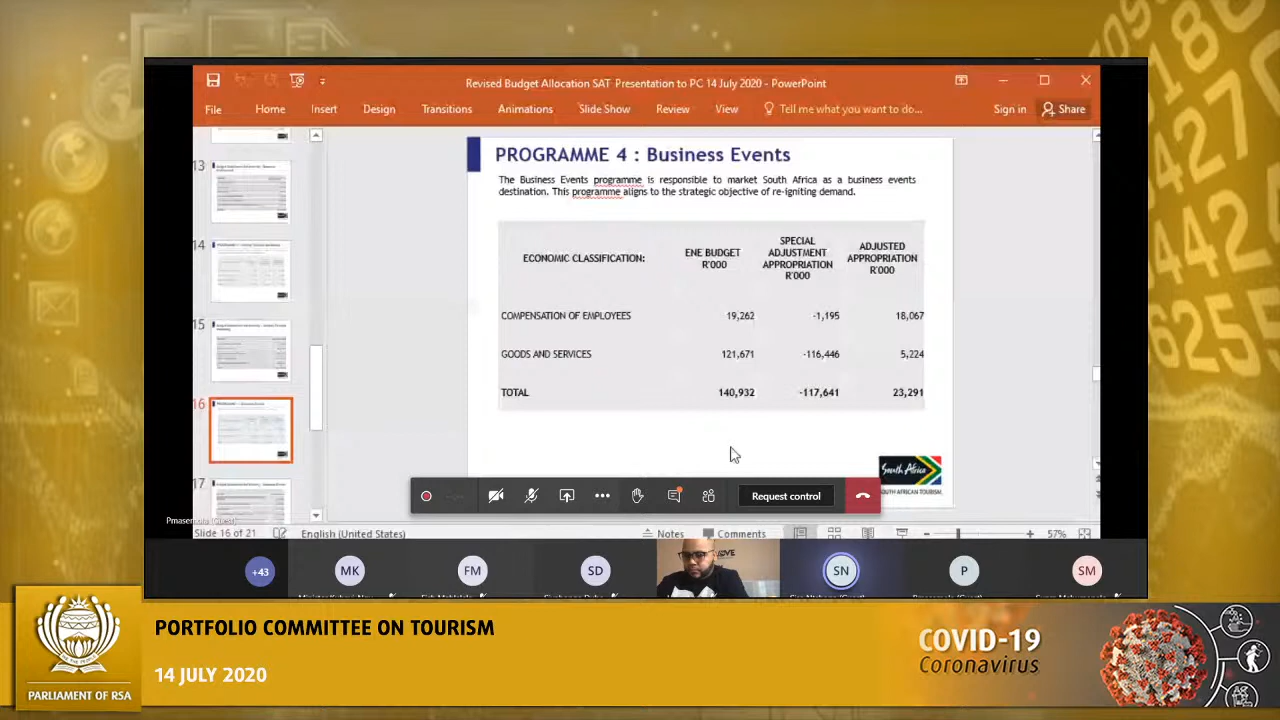 Revised Budget Allocation SAT Presentation to PC 14 July 2020 - PowerPoint
File Home Insert Design Transitions Animations Slide Show Review View Tell me what you want to do... Sign in Share
13
14
15
16
17
PROGRAMME 4 : Business Events
The Business Events programme is responsible to market South Africa as a business events
destination. This programme aligns to the strategic objective of re-igniting demand.
ECONOMIC CLASSIFICATION: ENE BUDGET R'000 SPECIAL ADJUSTMENT APPROPRIATION R'000 ADJUSTED APPROPRIATION R'000
COMPENSATION OF EMPLOYEES 19,262 -1,195 18,067
GOODS AND SERVICES 121,671 -116,446 5,224
TOTAL 140,932 -117,641 23,291
South Africa
SOUTH AFRICAN TOURISM
Request control
Pmasemola (Guest)
Slide 16 of 21 English (United States) Notes Comments 57%
+43 MK FM SD SN P SM
PORTFOLIO COMMITTEE ON TOURISM
14 JULY 2020
PARLIAMENT OF RSA
COVID-19
Coronavirus